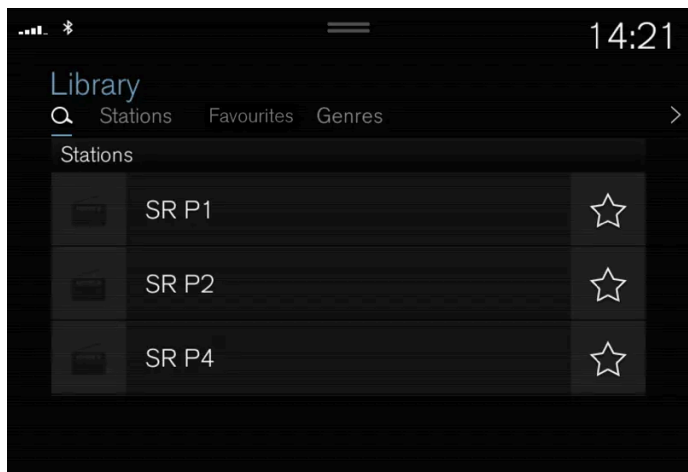 14:21
Library
Stations Favourites Genres
Stations
SR P1
SR P2
SR P4